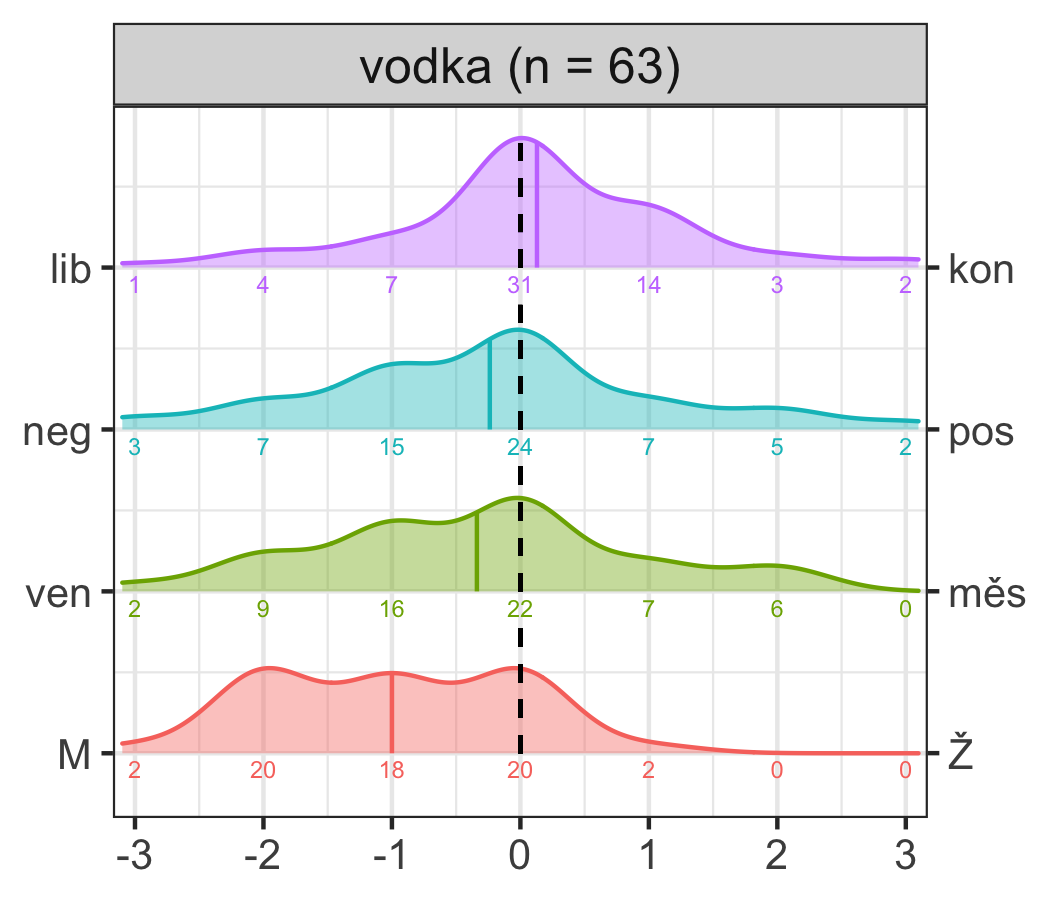 vodka (n = 63)
lib kon
1 4 7 31 14 3 2
neg pos
3 7 15 24 7 5 2
ven měs
2 9 16 22 7 6 0
M Ž
2 20 18 20 2 0 0
-3 -2 -1 0 1 2 3